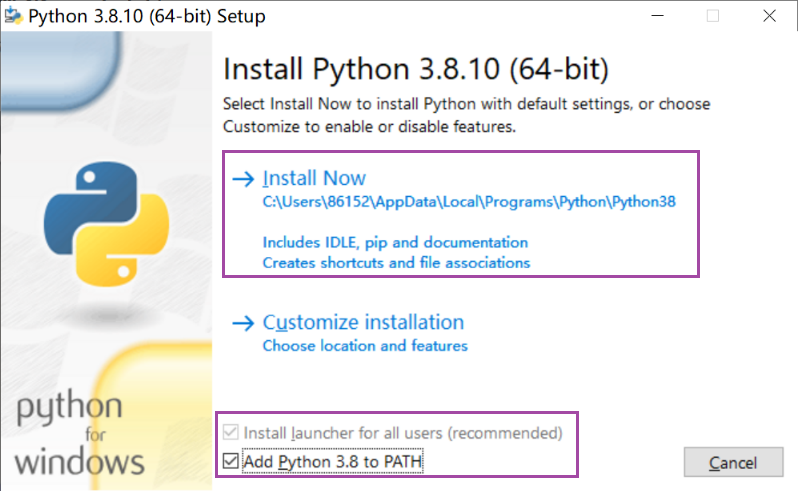 Python 3.8.10 (64-bit) Setup
Install Python 3.8.10 (64-bit)
Select Install Now to install Python with default settings, or choose
Customize to enable or disable features.
Install Now
C:\Users\86152\AppData\Local\Programs\Python\Python38
Includes IDLE, pip and documentation
Creates shortcuts and file associations
Customize installation
Choose location and features
python
for
windows
Install launcher for all users (recommended)
Add Python 3.8 to PATH
Cancel